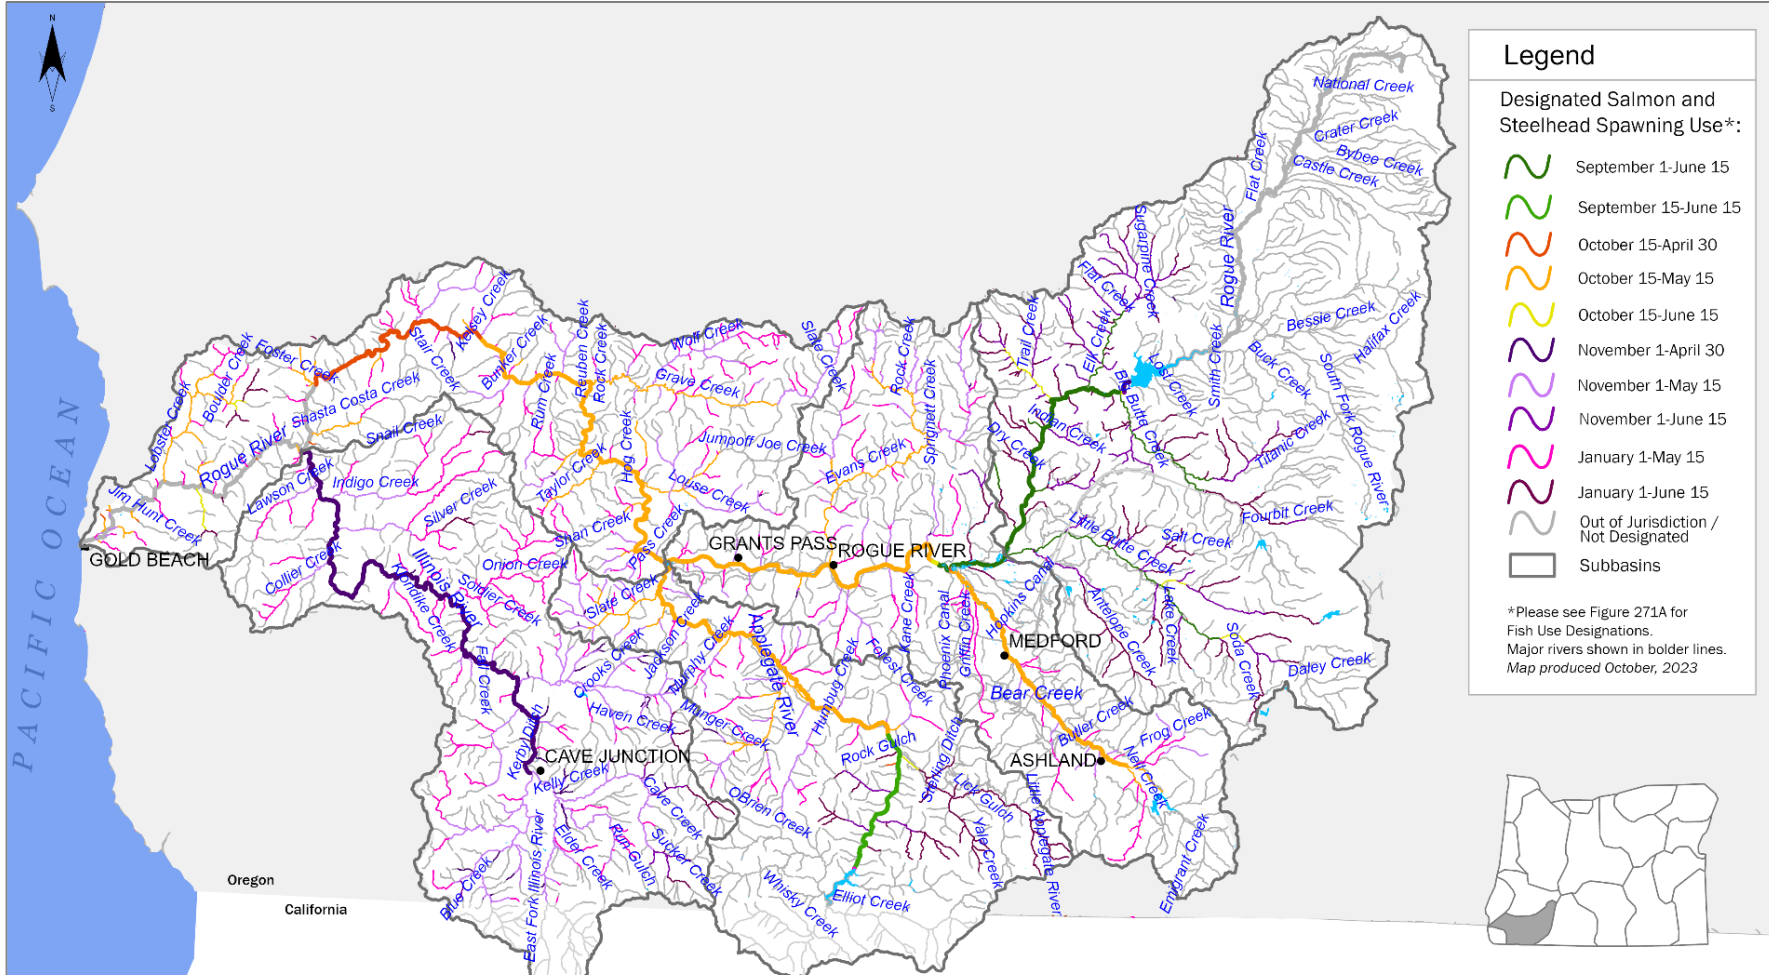 N
S
Legend
Designated Salmon and
Steelhead Spawning Use*:
September 1-June 15
September 15-June 15
October 15-April 30
October 15-May 15
October 15-June 15
November 1-April 30
November 1-May 15
November 1-June 15
January 1-May 15
January 1-June 15
Out of Jurisdiction /
Not Designated
Subbasins
*Please see Figure 271A for
Fish Use Designations.
Major rivers shown in bolder lines.
Map produced October, 2023
PACIFIC OCEAN
Oregon
California
GOLD BEACH
GRANTS PASS
ROGUE RIVER
MEDFORD
ASHLAND
CAVE JUNCTION
National Creek
Crater Creek
Bybee Creek
Castle Creek
Flat Creek
Rogue River
Sugarpine Creek
Flat Creek
Elk Creek
Trail Creek
Lost Creek
Smith Creek
Bessie Creek
Halifax Creek
Buck Creek
South Fork Rogue River
Titanic Creek
Big Butte Creek
Indian Creek
Dry Creek
Fourbit Creek
Salt Creek
Little Butte Creek
Lake Creek
Antelope Creek
Soda Creek
Daley Creek
Hopkins Canal
Bear Creek
Butler Creek
Frog Creek
Neil Creek
Emigrant Creek
Griffin Creek
Phoenix Canal
Kane Creek
Sterling Ditch
Lick Gulch
Yale Creek
Little Applegate River
Forest Creek
Humbug Creek
Applegate River
Rock Gulch
Elliot Creek
Whisky Creek
OBrien Creek
Munger Creek
Murphy Creek
Jackson Creek
Slate Creek
Crooks Creek
Haven Creek
Kelly Creek
Cave Creek
Sucker Creek
Rum Gulch
Elder Creek
East Fork Illinois River
Blue Creek
Kerby Ditch
Fall Creek
Klondike Creek
Illinois River
Soldier Creek
Onion Creek
Shan Creek
Pass Creek
Collier Creek
Silver Creek
Indigo Creek
Lawson Creek
Snail Creek
Shasta Costa Creek
Rogue River
Jim Hunt Creek
Lobster Creek
Boulder Creek
Foster Creek
Stair Creek
Kelsey Creek
Bunker Creek
Rum Creek
Reuben Creek
Rock Creek
Wolf Creek
Grave Creek
Slate Creek
Rock Creek
Springett Creek
Jumpoff Joe Creek
Evans Creek
Louse Creek
Hog Creek
Taylor Creek